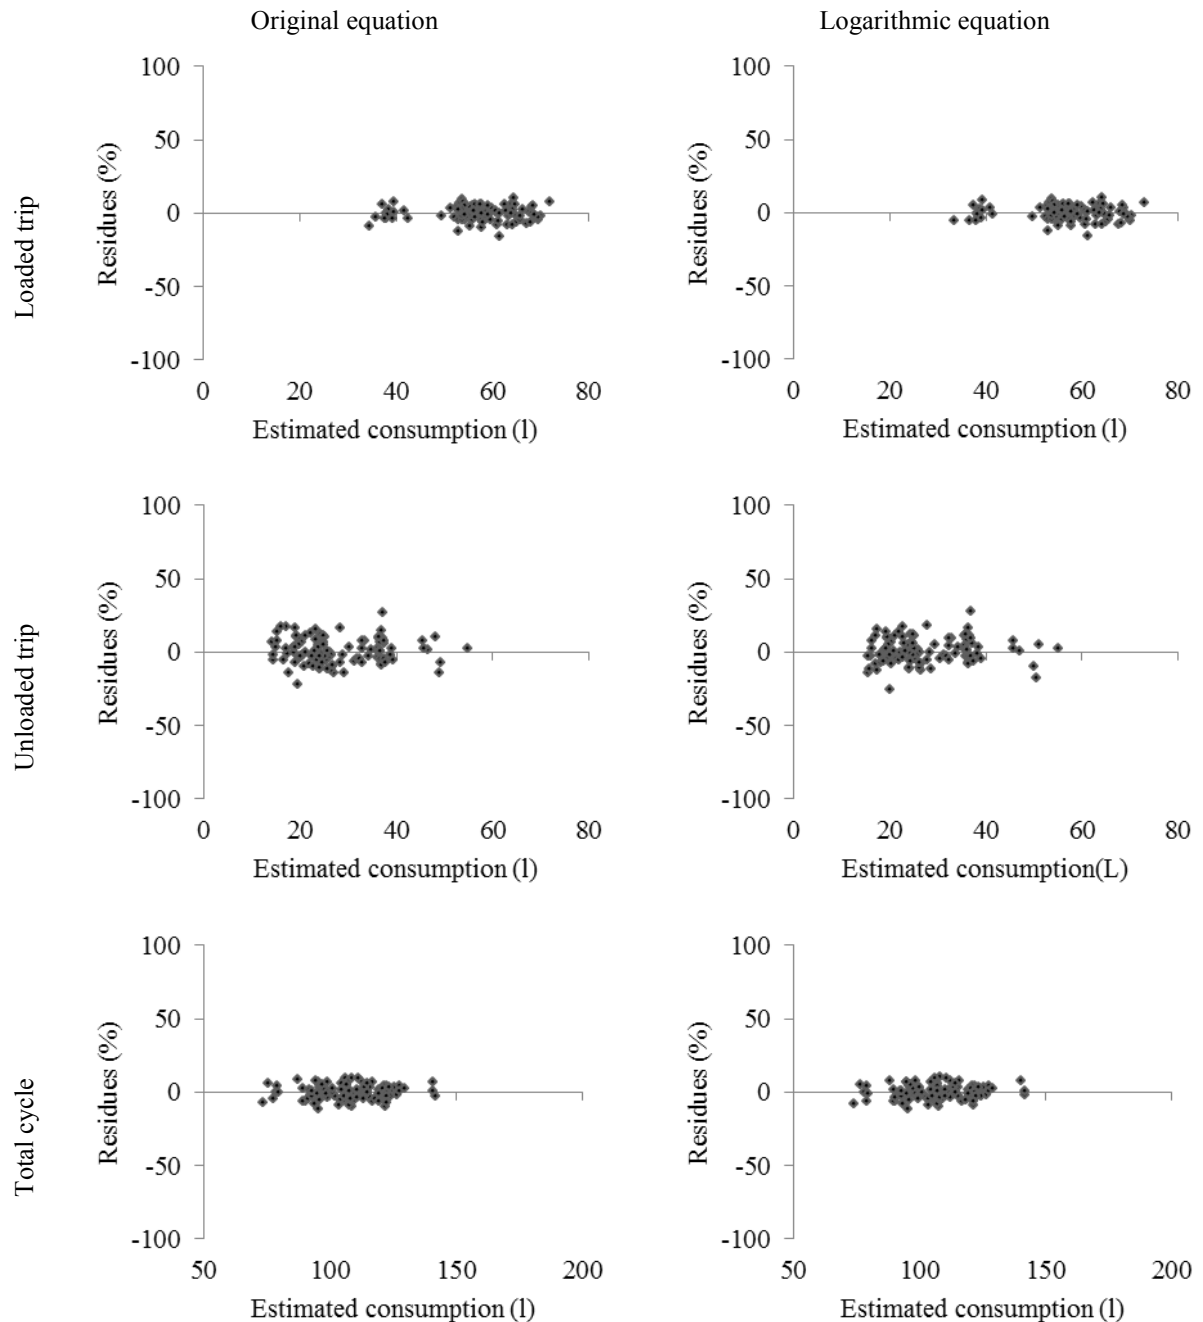 Original equation
Logarithmic equation
Loaded trip
Residues (%)
100
50
0
-50
-100
0 20 40 60 80
Estimated consumption (l)
Residues (%)
100
50
0
-50
-100
0 20 40 60 80
Estimated consumption (l)
Unloaded trip
Residues (%)
100
50
0
-50
-100
0 20 40 60 80
Estimated consumption (l)
Residues (%)
100
50
0
-50
-100
0 20 40 60 80
Estimated consumption(L)
Total cycle
Residues (%)
100
50
0
-50
-100
50 100 150 200
Estimated consumption (l)
Residues (%)
100
50
0
-50
-100
50 100 150 200
Estimated consumption (l)